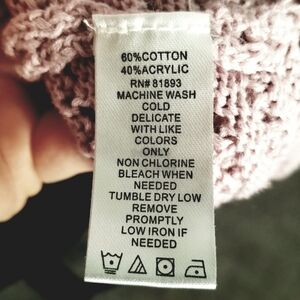 60%COTTON
40%ACRYLIC
RN# 81893
MACHINE WASH
COLD
DELICATE
WITH LIKE
COLORS
ONLY
NON CHLORINE
BLEACH WHEN
NEEDED
TUMBLE DRY LOW
REMOVE
PROMPTLY
LOW IRON IF
NEEDED